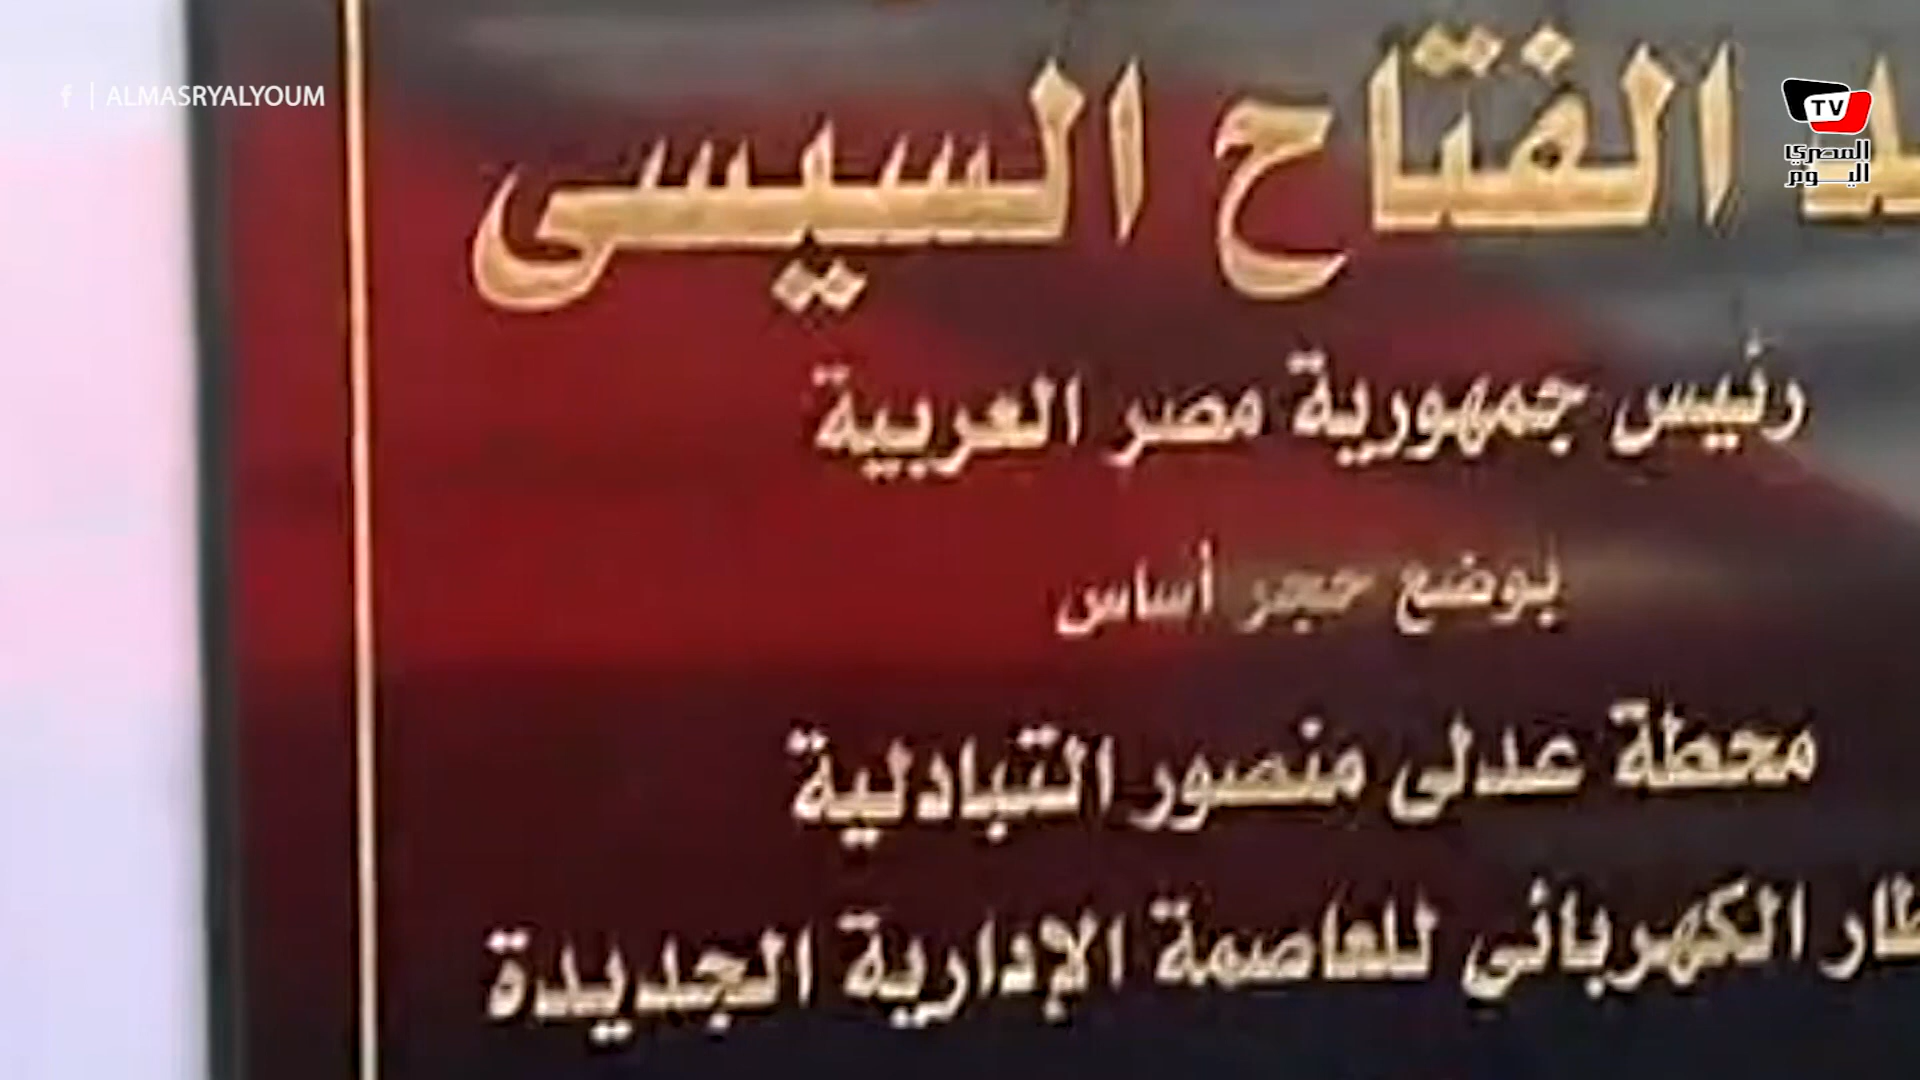 ALMASRYALYOUM
TV
المصري
اليوم
الفتاح السيسى
رئيس جمهورية مصر العربية
بوضع حجر أساس
محطة عدلى منصور التبادلية
الكهربائي للعاصمة الإدارية الجديدة